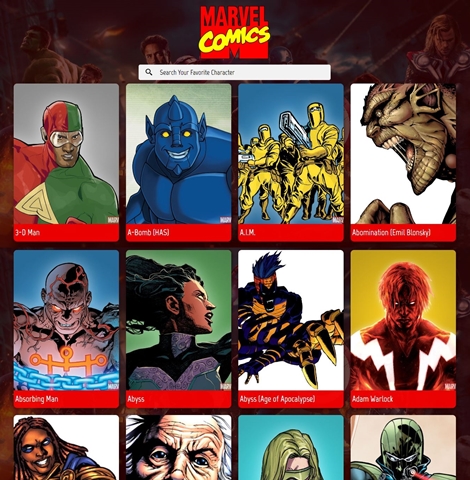 MARVEL
COMICS
M
Search Your Favorite Character
3-D Man
A-Bomb (HAS)
A.I.M.
Abomination (Emil Blonsky)
Absorbing Man
Abyss
Abyss (Age of Apocalypse)
Adam Warlock